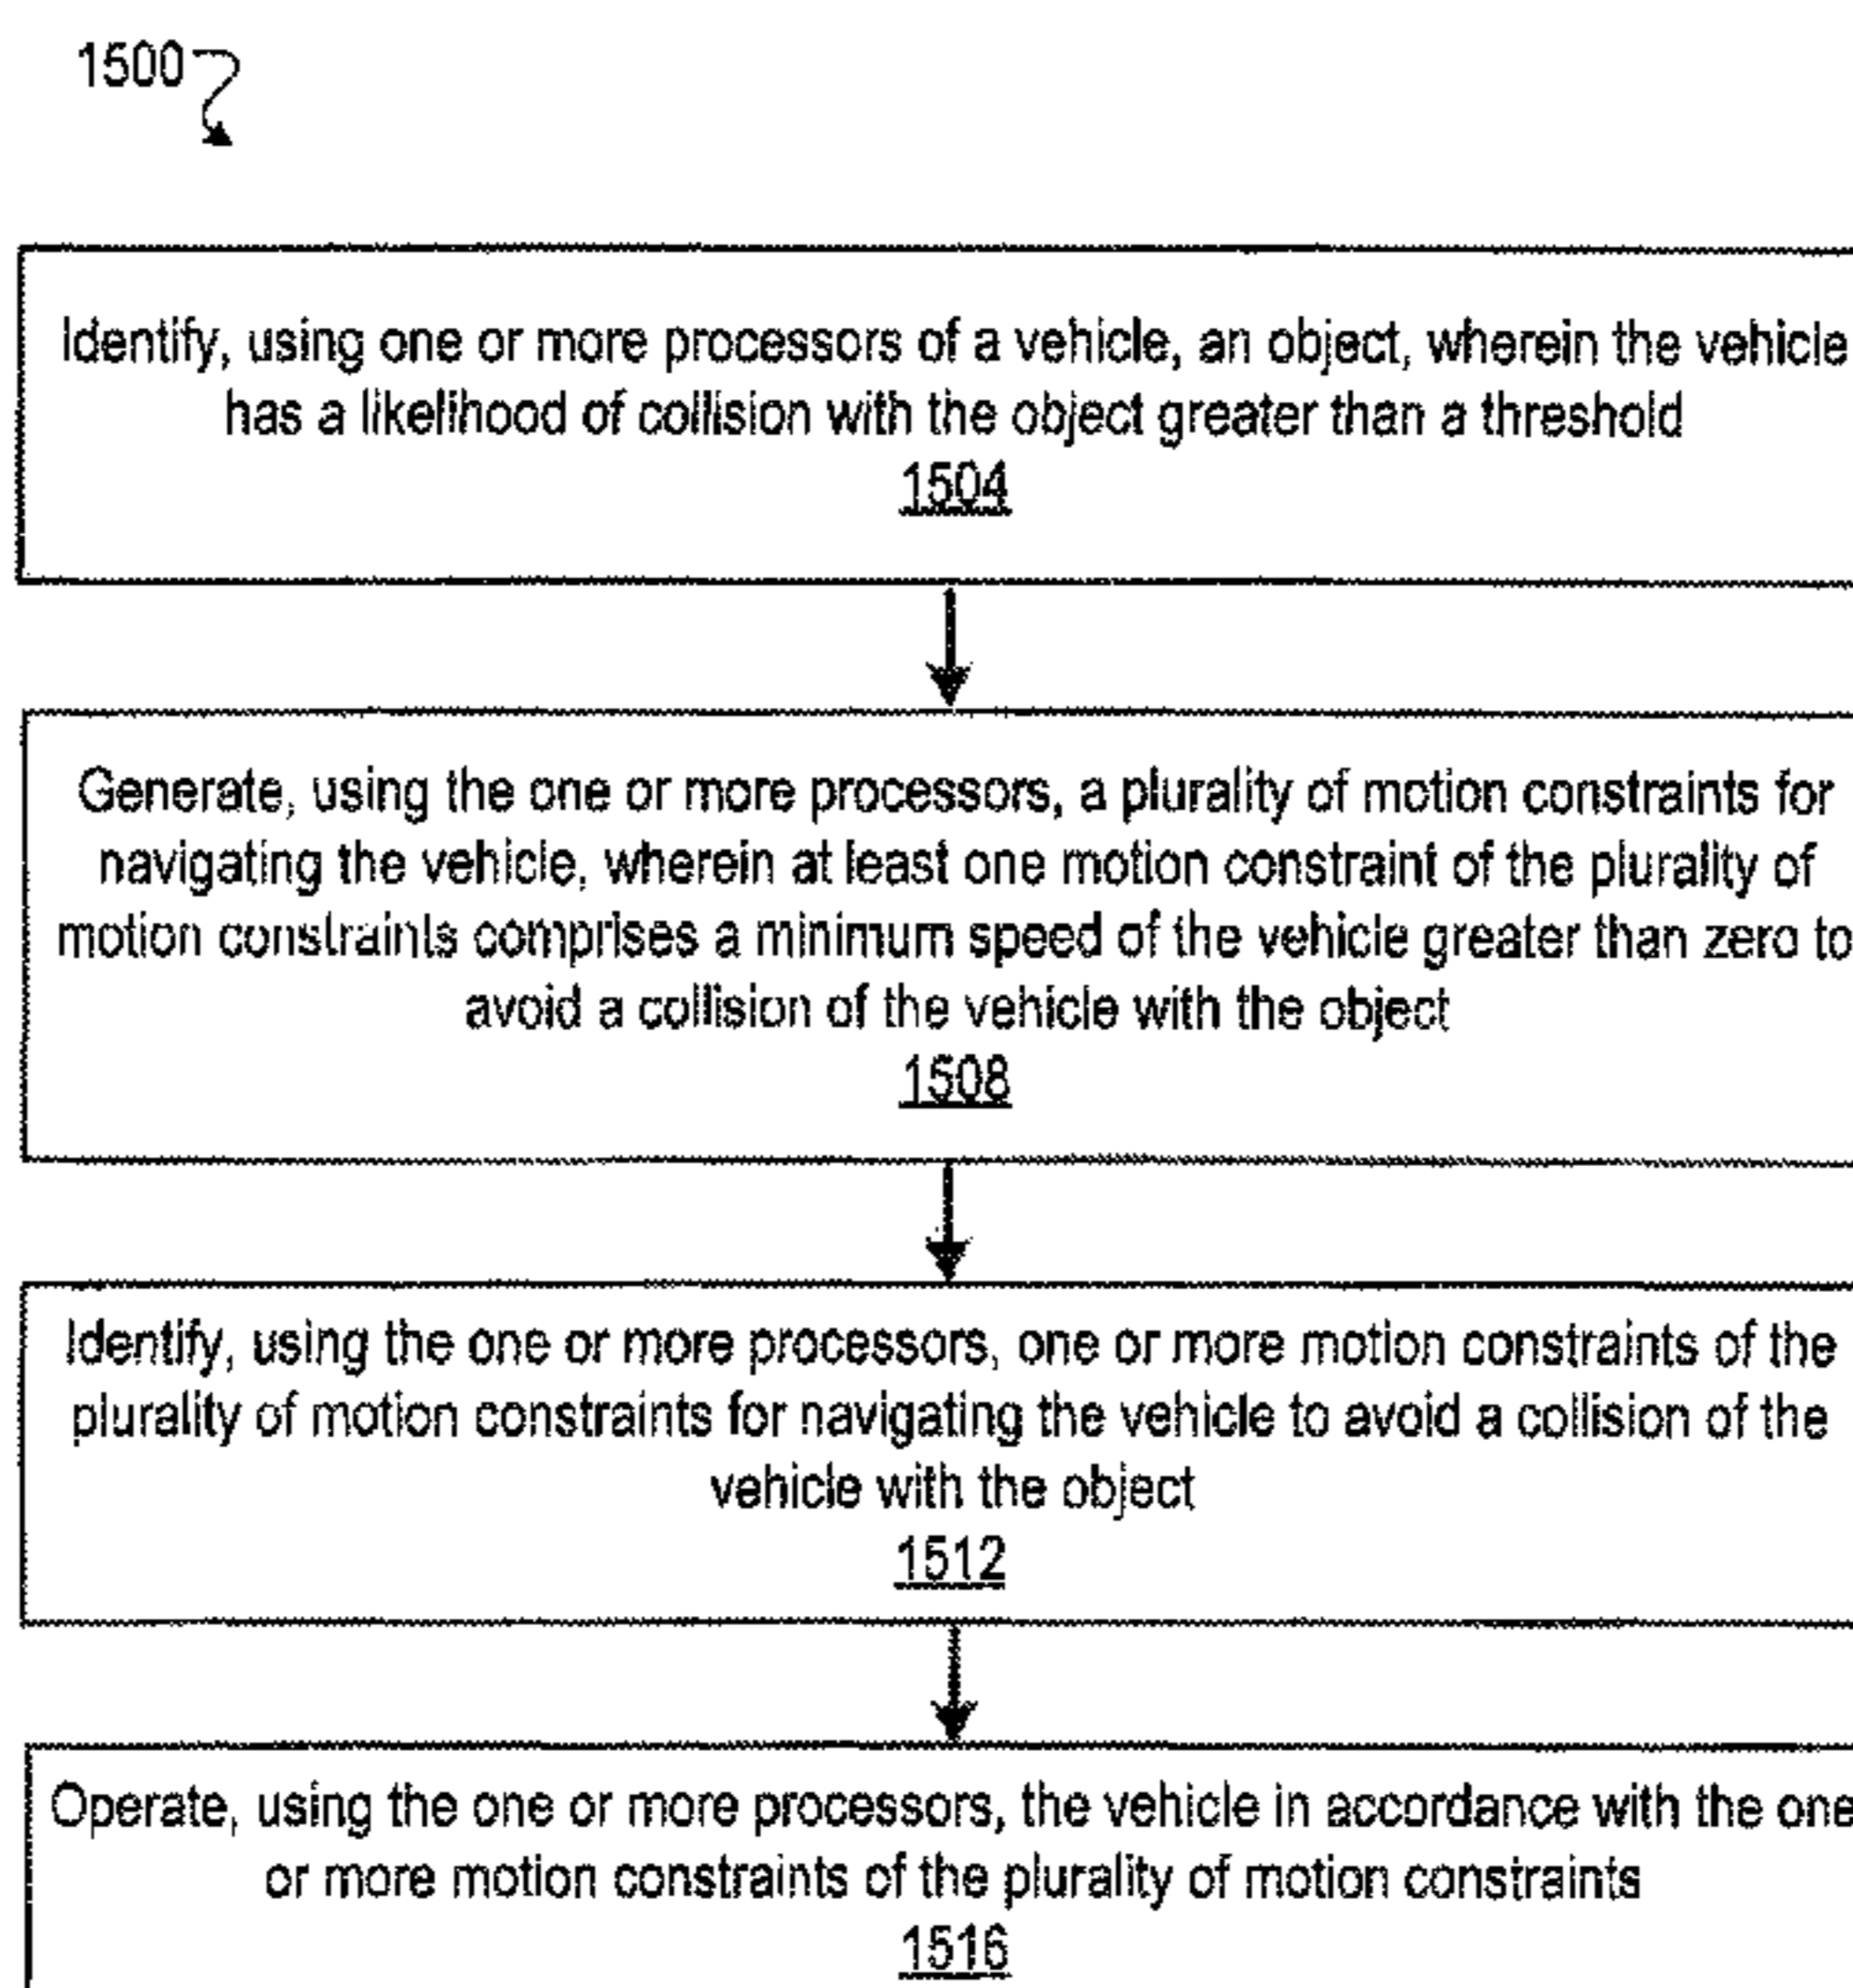 1500
Identify, using one or more processors of a vehicle, an object, wherein the vehicle
has a likelihood of collision with the object greater than a threshold
1504
Generate, using the one or more processors, a plurality of motion constraints for
navigating the vehicle, wherein at least one motion constraint of the plurality of
motion constraints comprises a minimum speed of the vehicle greater than zero to
avoid a collision of the vehicle with the object
1508
Identify, using the one or more processors, one or more motion constraints of the
plurality of motion constraints for navigating the vehicle to avoid a collision of the
vehicle with the object
1512
Operate, using the one or more processors, the vehicle in accordance with the one
or more motion constraints of the plurality of motion constraints
1516